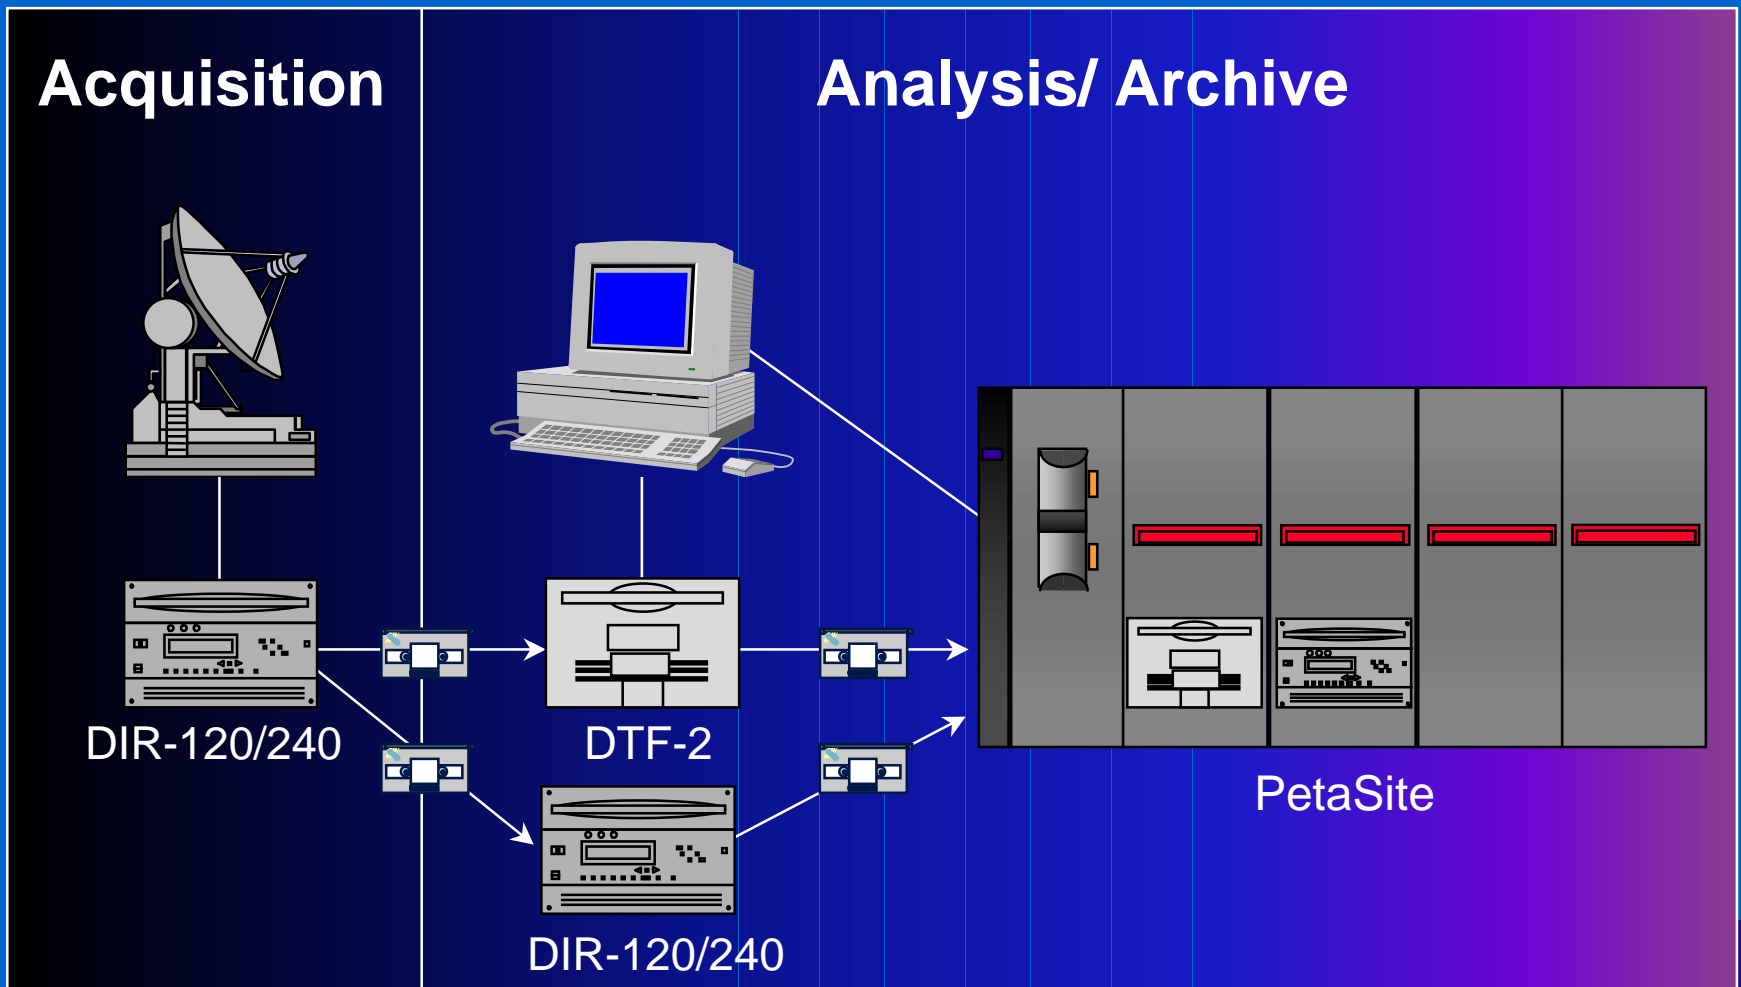 Acquisition
Analysis/ Archive
DIR-120/240
DTF-2
PetaSite
DIR-120/240